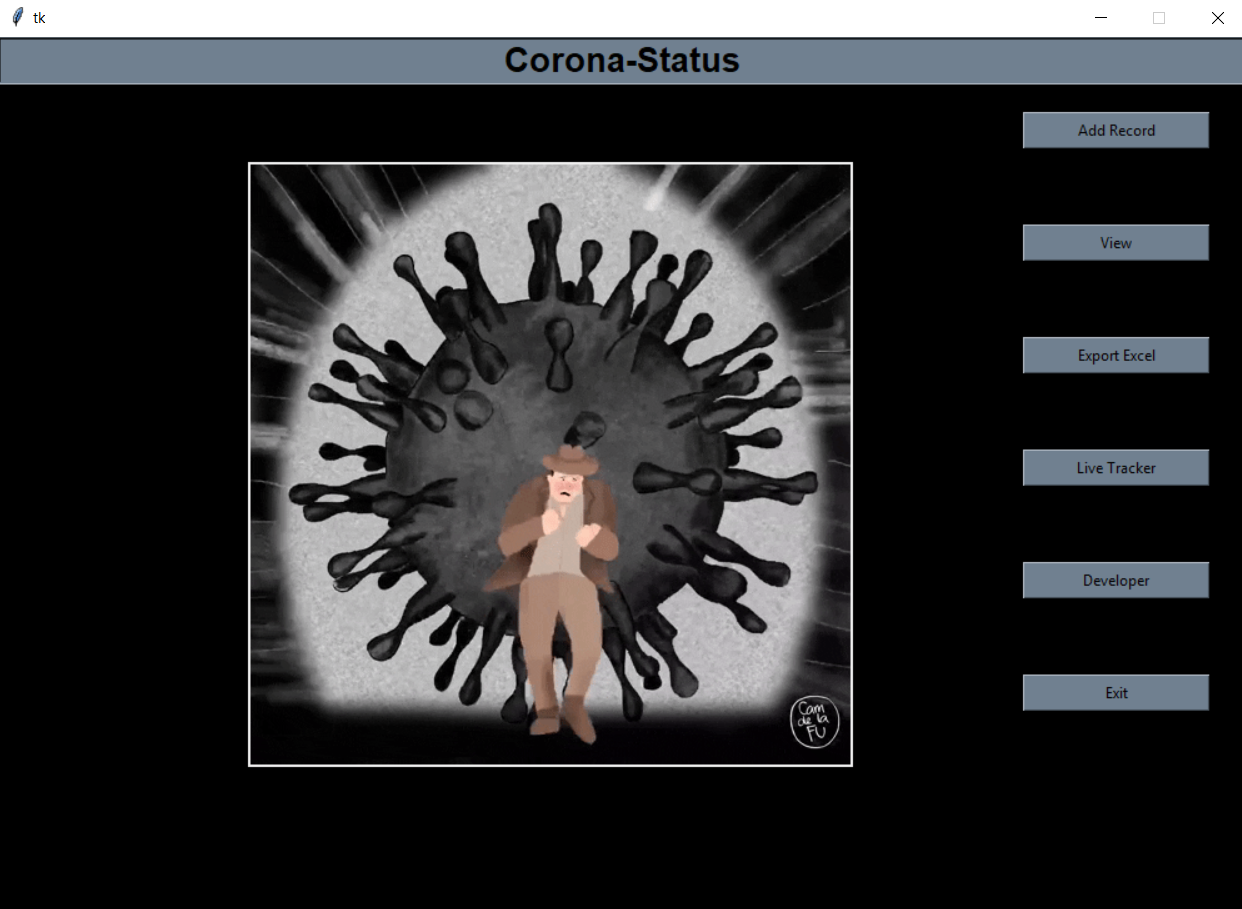 tk
Corona-Status
Add Record
View
Export Excel
Live Tracker
Developer
Exit
Cam
de la
FU